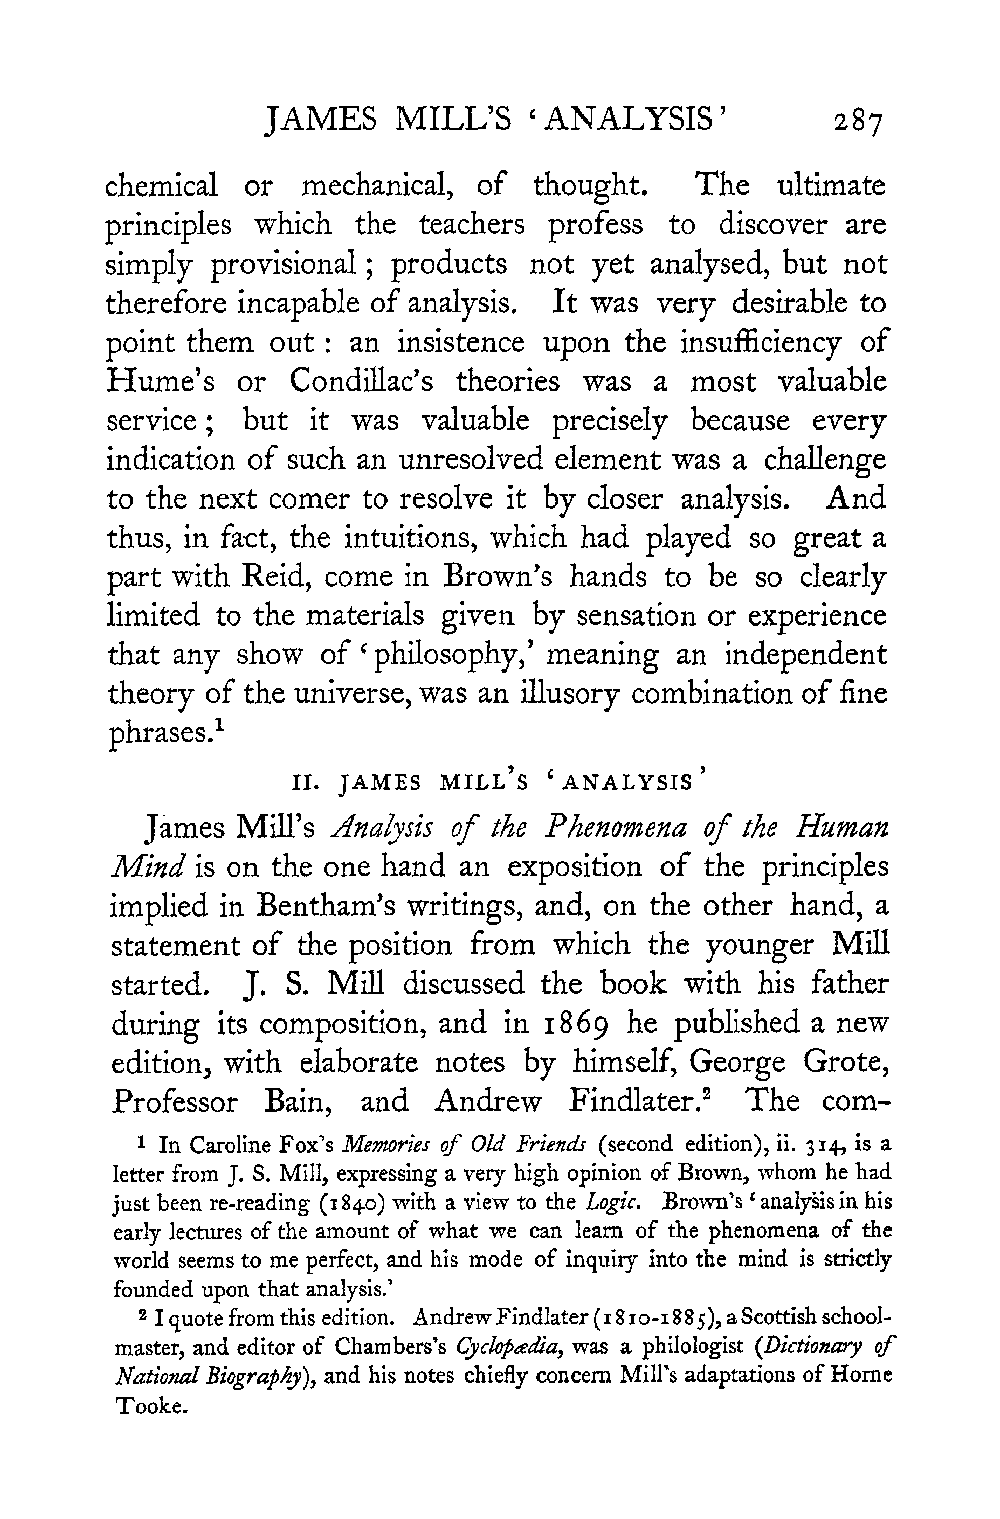 JAMES MILL'S ‘ANALYSIS’ 287
chemical or mechanical, of thought. The ultimate
principles which the teachers profess to discover are
simply provisional; products not yet analysed, but not
therefore incapable of analysis. It was very desirable to
point them out: an insistence upon the insufficiency of
Hume's or Condillac's theories was a most valuable
service; but it was valuable precisely because every
indication of such an unresolved element was a challenge
to the next comer to resolve it by closer analysis. And
thus, in fact, the intuitions, which had played so great a
part with Reid, come in Brown's hands to be so clearly
limited to the materials given by sensation or experience
that any show of ‘philosophy,’ meaning an independent
theory of the universe, was an illusory combination of fine
phrases.¹
II. JAMES MILL'S ‘ANALYSIS’
James Mill's Analysis of the Phenomena of the Human
Mind is on the one hand an exposition of the principles
implied in Bentham's writings, and, on the other hand, a
statement of the position from which the younger Mill
started. J. S. Mill discussed the book with his father
during its composition, and in 1869 he published a new
edition, with elaborate notes by himself, George Grote,
Professor Bain, and Andrew Findlater.² The com-
¹ In Caroline Fox's Memories of Old Friends (second edition), ii. 314, is a
letter from J. S. Mill, expressing a very high opinion of Brown, whom he had
just been re-reading (1840) with a view to the Logic. Brown's ‘analysis in his
early lectures of the amount of what we can learn of the phenomena of the
world seems to me perfect, and his mode of inquiry into the mind is strictly
founded upon that analysis.’
² I quote from this edition. Andrew Findlater (1810-1885), a Scottish school-
master, and editor of Chambers's Cyclopædia, was a philologist (Dictionary of
National Biography), and his notes chiefly concern Mill's adaptations of Horne
Tooke.